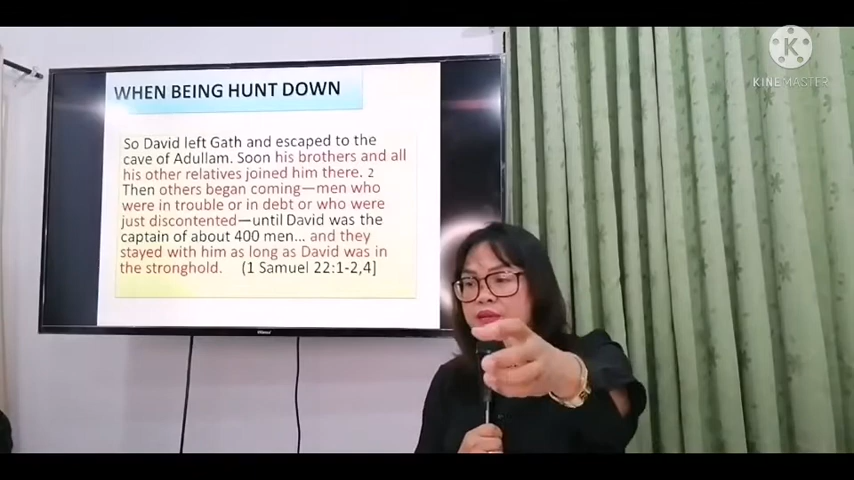 WHEN BEING HUNT DOWN
So David left Gath and escaped to the
cave of Adullam. Soon his brothers and all
his other relatives joined him there. 2
Then others began coming—men who
were in trouble or in debt or who were
just discontented—until David was the
captain of about 400 men... and they
stayed with him as long as David was in
the stronghold. (1 Samuel 22:1-2,4]
K
KINEMASTER